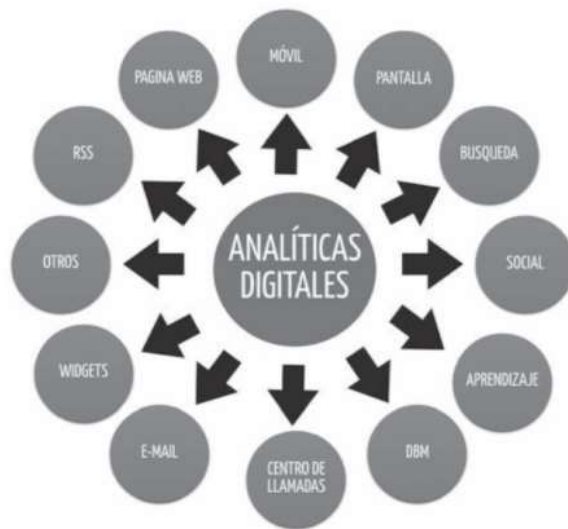 MÓVIL
PANTALLA
BUSQUEDA
SOCIAL
APRENDIZAJE
DBM
CENTRO DE
LLAMADAS
E-MAIL
WIDGETS
OTROS
RSS
PAGINA WEB
ANALÍTICAS
DIGITALES